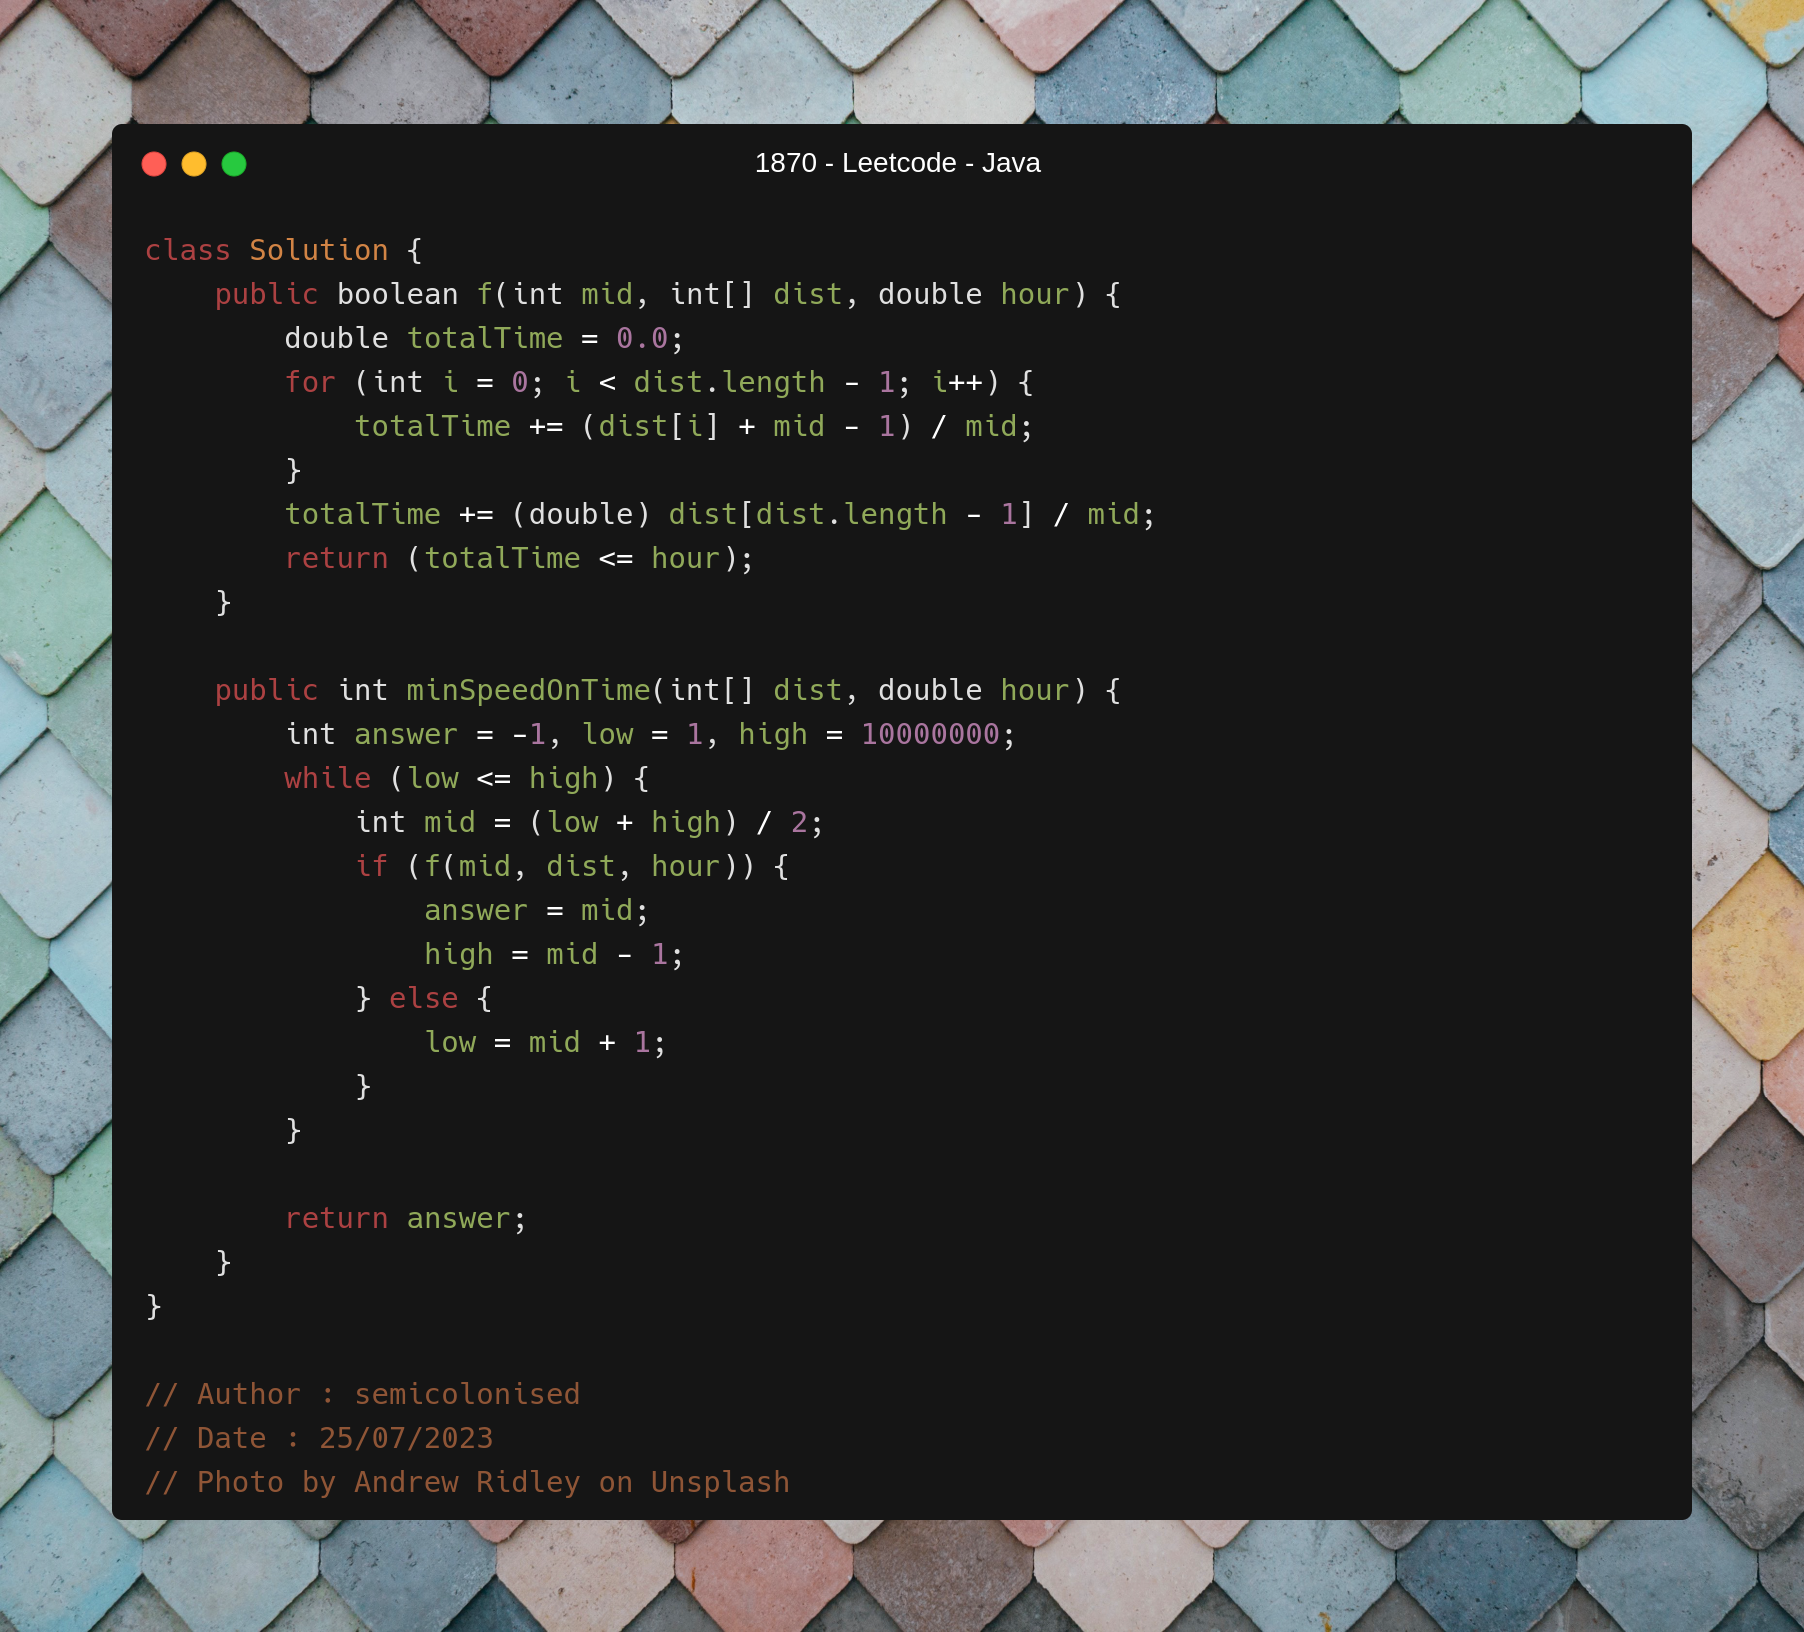 1870 - Leetcode - Java
class Solution {
    public boolean f(int mid, int[] dist, double hour) {
        double totalTime = 0.0;
        for (int i = 0; i < dist.length - 1; i++) {
            totalTime += (dist[i] + mid - 1) / mid;
        }
        totalTime += (double) dist[dist.length - 1] / mid;
        return (totalTime <= hour);
    }
    public int minSpeedOnTime(int[] dist, double hour) {
        int answer = -1, low = 1, high = 10000000;
        while (low <= high) {
            int mid = (low + high) / 2;
            if (f(mid, dist, hour)) {
                answer = mid;
                high = mid - 1;
            } else {
                low = mid + 1;
            }
        }
        return answer;
    }
}
// Author : semicolonised
// Date : 25/07/2023
// Photo by Andrew Ridley on Unsplash